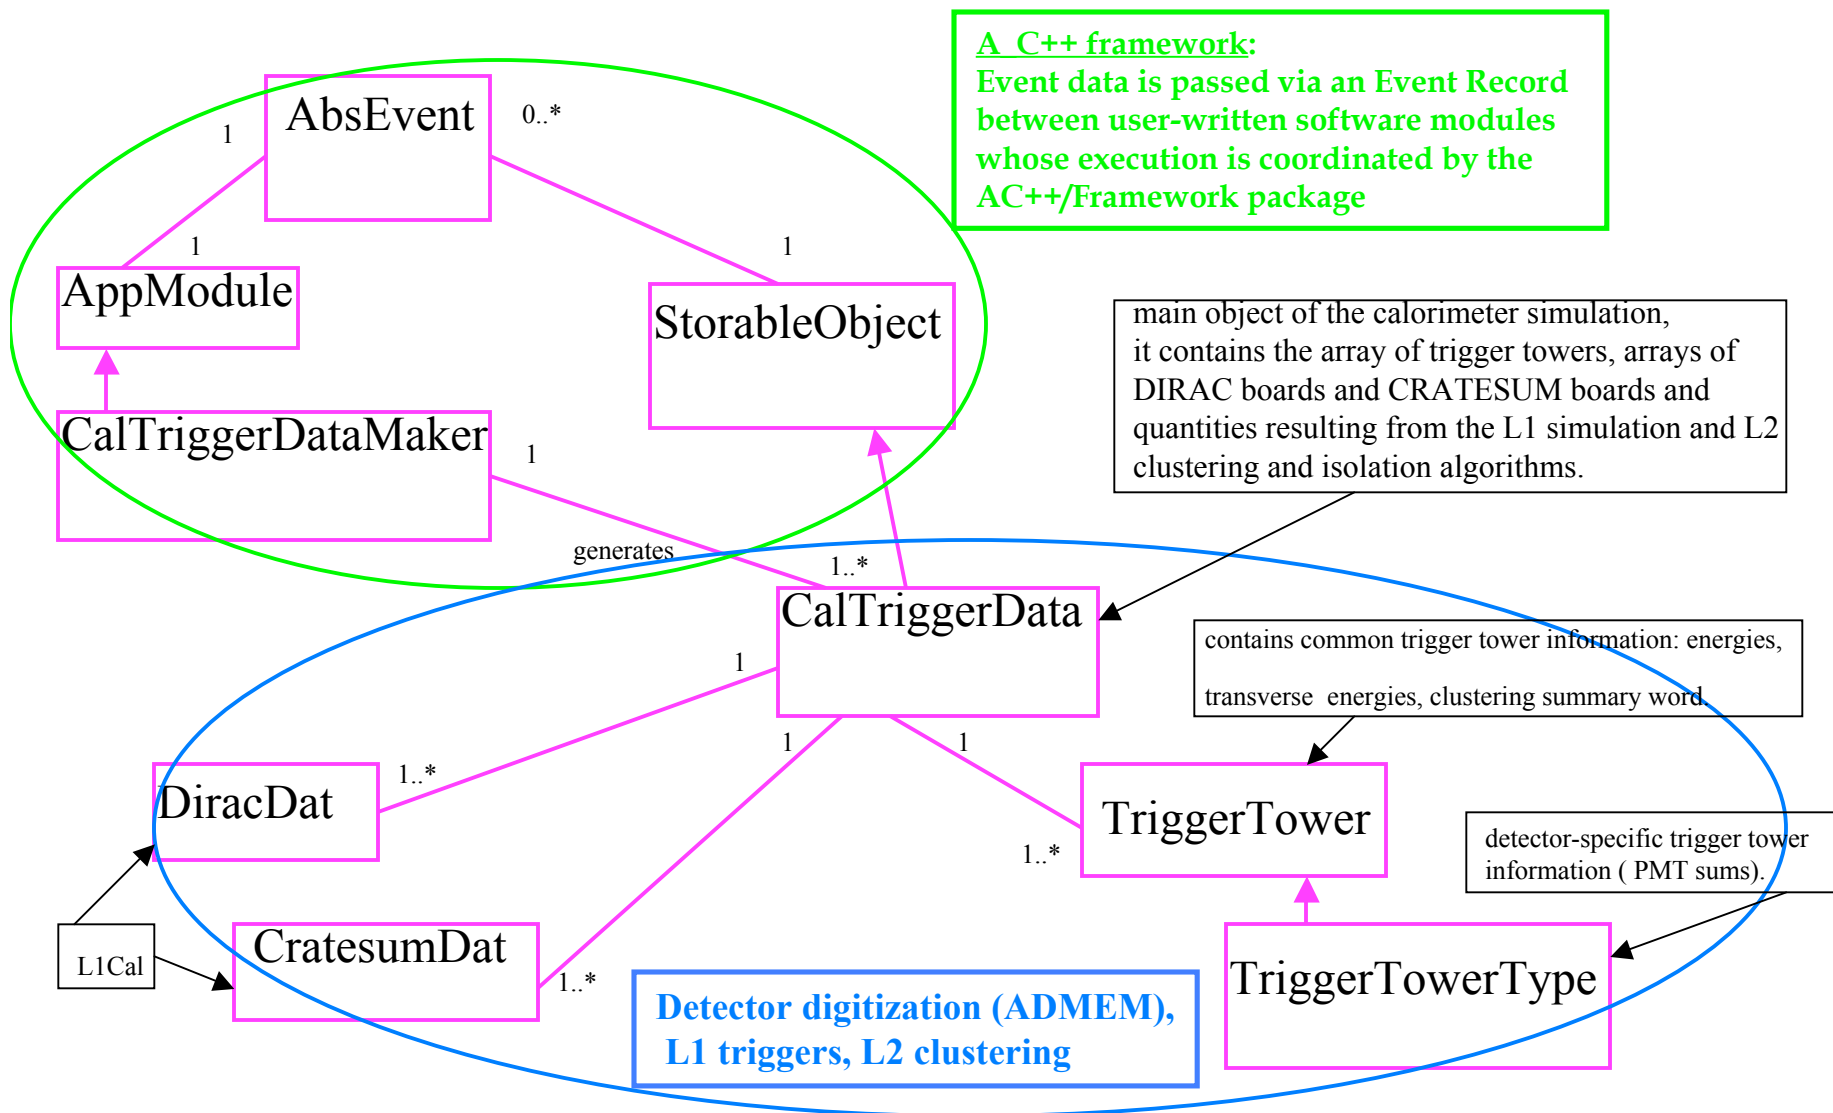 A_C++ framework:
Event data is passed via an Event Record
between user-written software modules
whose execution is coordinated by the
AC++/Framework package
AbsEvent
0..*
1
1
1
AppModule
StorableObject
main object of the calorimeter simulation,
it contains the array of trigger towers, arrays of
DIRAC boards and CRATESUM boards and
quantities resulting from the L1 simulation and L2
clustering and isolation algorithms.
CalTriggerDataMaker
1
generates
1..*
CalTriggerData
contains common trigger tower information: energies,
transverse energies, clustering summary word.
1
1
1
1..*
DiracDat
TriggerTower
1..*
detector-specific trigger tower
information ( PMT sums).
L1Cal
CratesumDat
1..*
TriggerTowerType
Detector digitization (ADMEM),
L1 triggers, L2 clustering